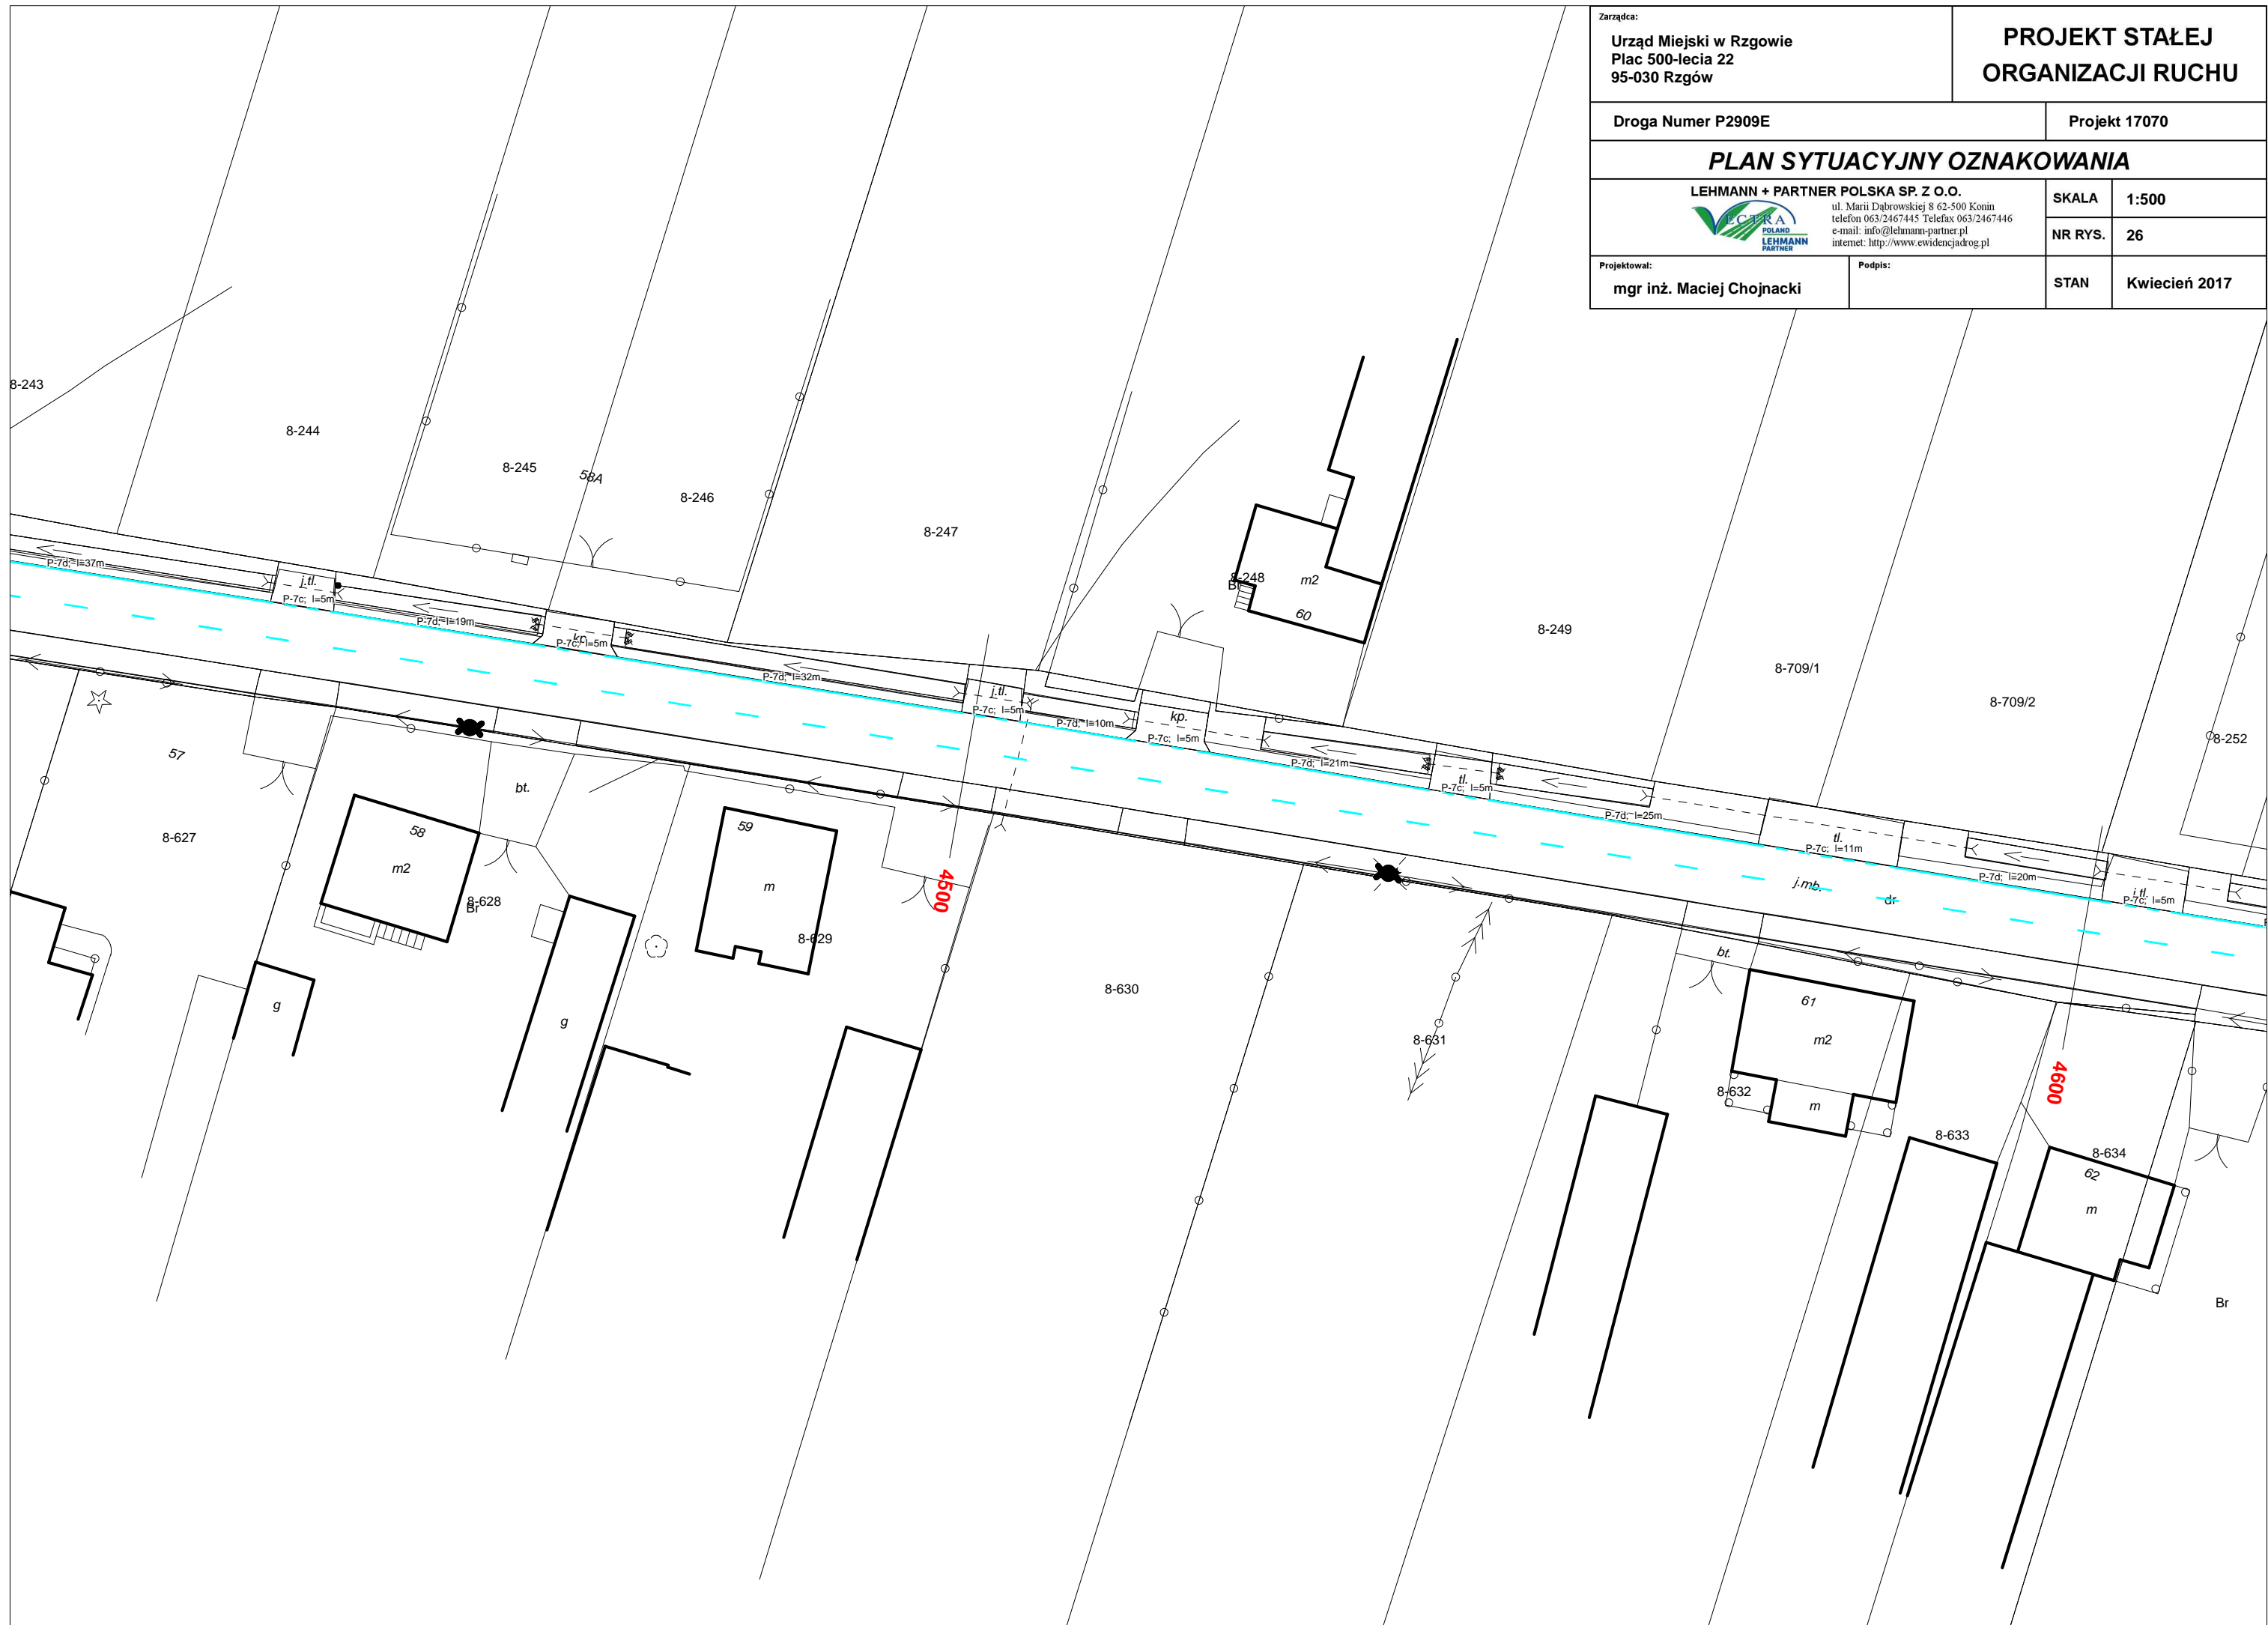 Zarządca:
Urząd Miejski w Rzgowie
Plac 500-lecia 22
95-030 Rzgów
PROJEKT STAŁEJ
ORGANIZACJI RUCHU
Droga Numer P2909E
Projekt 17070
PLAN SYTUACYJNY OZNAKOWANIA
LEHMANN + PARTNER POLSKA SP. Z O.O.
VECTRA
POLAND
LEHMANN
PARTNER
ul. Marii Dąbrowskiej 8 62-500 Konin
telefon 063/2467445 Telefax 063/2467446
e-mail: info@lehmann-partner.pl
internet: http://www.ewidencjadrog.pl
SKALA
1:500
NR RYS.
26
Projektował:
mgr inż. Maciej Chojnacki
Podpis:
STAN
Kwiecień 2017
8-243
8-244
8-245
58A
8-246
8-247
8-248
Br
m2
60
8-249
8-709/1
8-709/2
8-252
P-7d; l=37m
j.tl.
P-7c; l=5m
P-7d; l=19m
kp.
P-7c; l=5m
P-7d; l=32m
j.tl.
P-7c; l=5m
P-7d; l=10m
kp.
P-7c; l=5m
P-7d; l=21m
tl.
P-7c; l=5m
P-7d; l=25m
tl.
P-7c; l=11m
P-7d; l=20m
j.tl.
P-7c; l=5m
j.mb.
dr
57
8-627
58
m2
bt.
8-628
Br
g
g
59
m
8-629
4500
8-630
8-631
bt.
61
m2
8-632
m
8-633
4600
8-634
62
m
Br